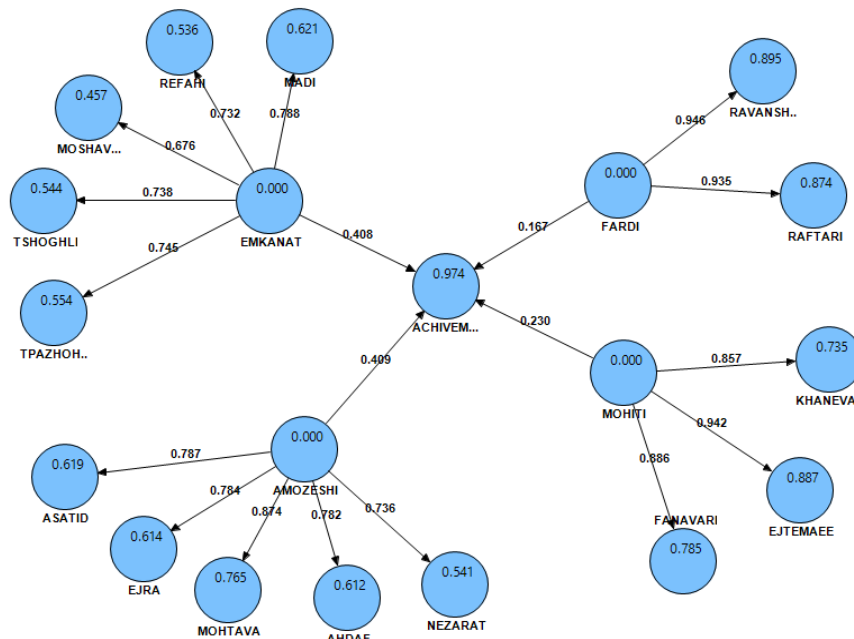 0.536
REFAHI
0.621
MADI
0.895
RAVANSH..
0.457
MOSHAV...
0.732
0.788
0.946
0.676
0.544
TSHOGHLI
0.738
0.000
EMKANAT
0.000
FARDI
0.935
0.874
RAFTARI
0.745
0.408
0.167
0.554
TPAZHOH..
0.974
ACHIVEM...
0.230
0.409
0.000
MOHITI
0.857
0.735
KHANEVA
0.942
0.886
0.619
ASATID
0.787
0.000
AMOZESHI
0.784
0.874
0.782
0.736
0.887
EJTEMAEE
FANAVARI
0.785
0.614
EJRA
0.765
MOHTAVA
0.612
AHDAF
0.541
NEZARAT